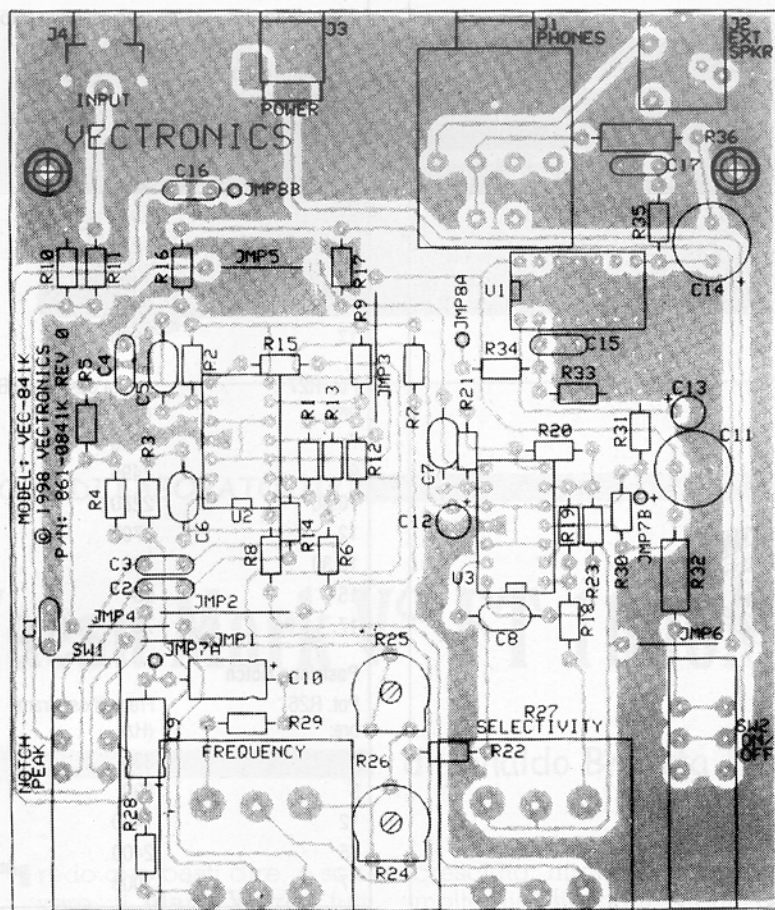 J4
J3
J1
PHONES
J2
EXT
SPKR
INPUT
POWER
VECTRONICS
R36
C16
JMP8B
C17
R35
R10
R11
R16
JMP5
R17
C14
+
U1
JMP8A
R9
C4
C5
R2
R15
JMP3
R7
R34
C15
R33
R5
R21
+
C13
C11
R1
R13
R12
C7
R20
R31
MODEL: VEC-841K
© 1998 VECTRONICS
P/N: 861-0841K REV 0
R4
R3
C6
U2
R14
C12
+
R19
R23
R30
JMP7B
+
R32
C3
C2
R8
R6
U3
R18
C8
C1
JMP4
JMP2
JMP1
JMP6
SW1
JMP7A
+
C10
R25
C9
R29
R27
SELECTIVITY
SW2
NOTCH
PEAK
FREQUENCY
R26
R22
R28
+
R24